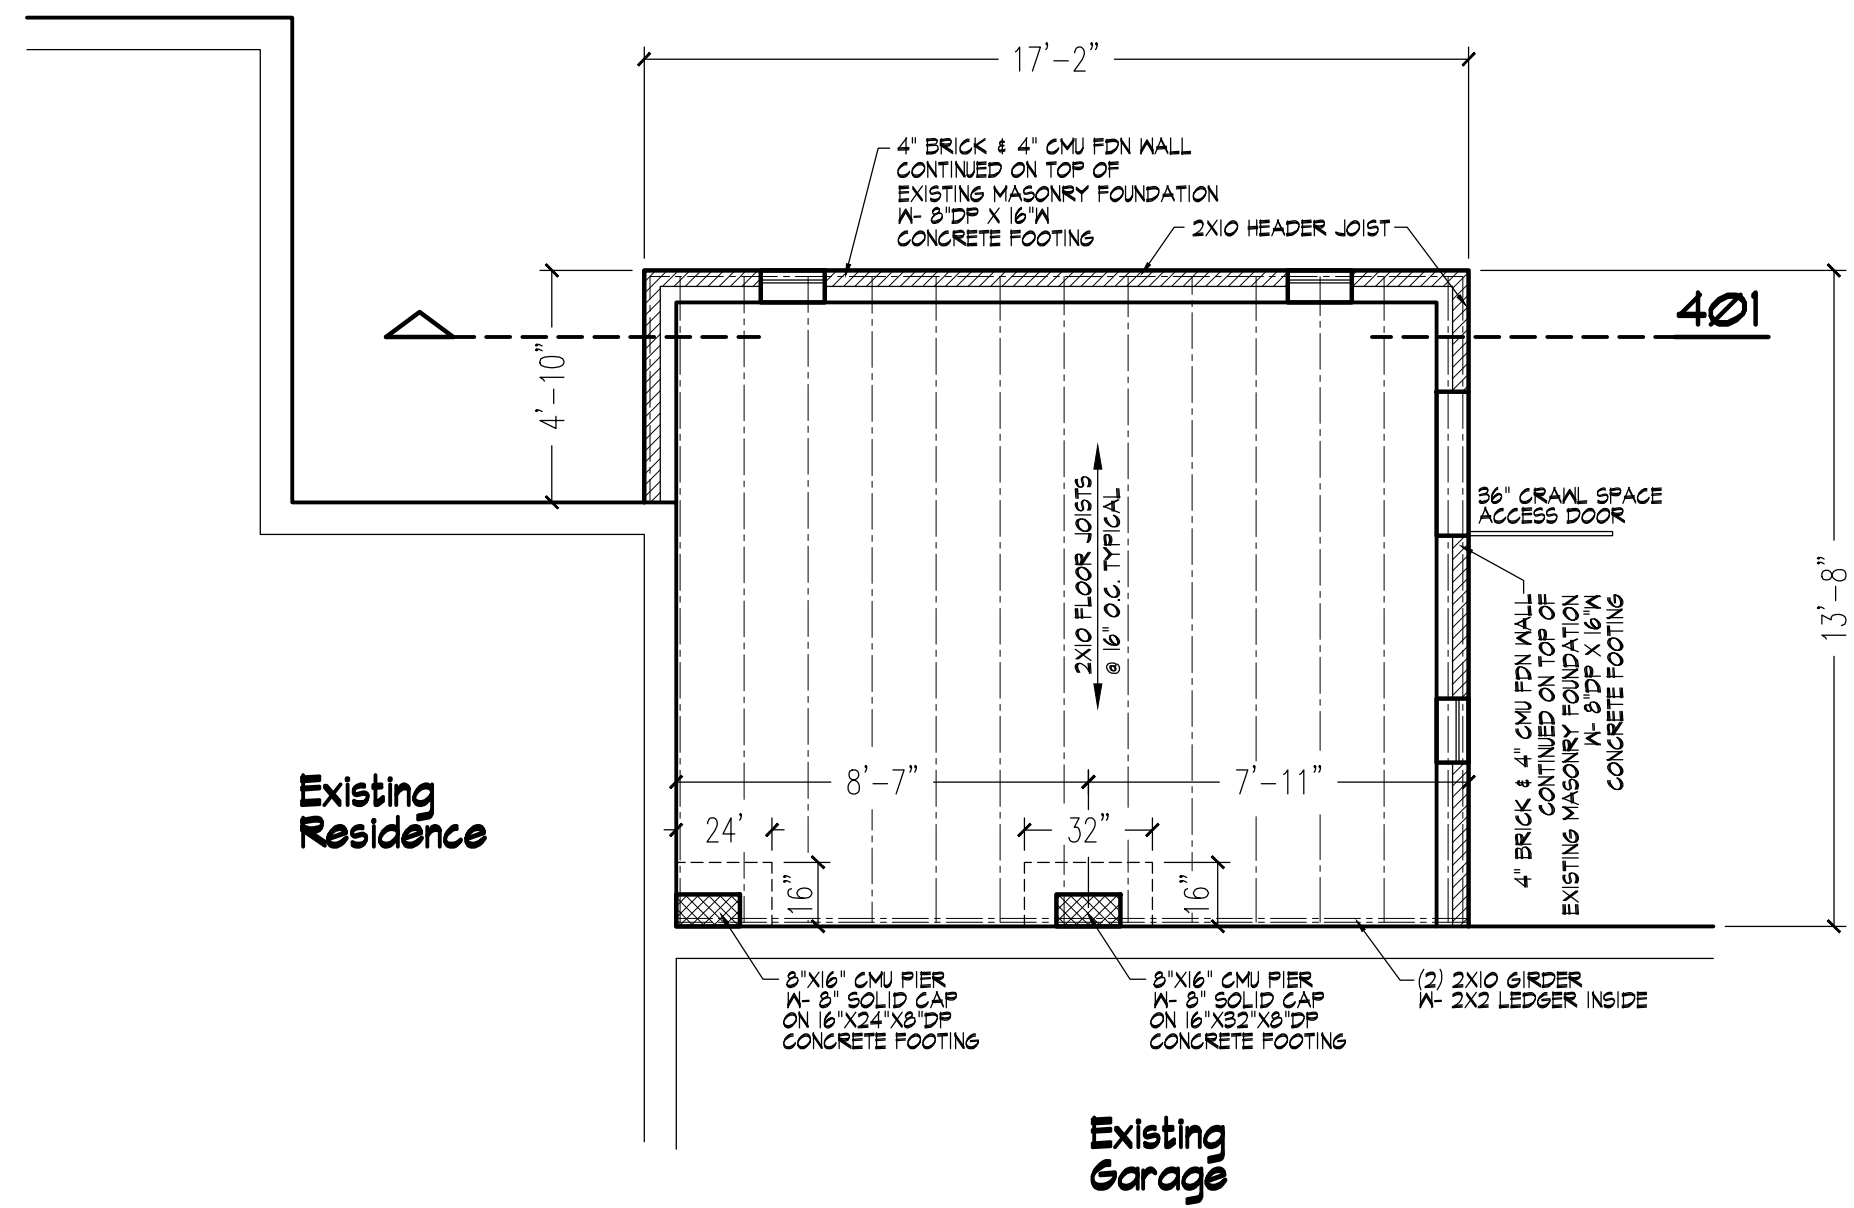 17'-2"
4" BRICK & 4" CMU FDN WALL
CONTINUED ON TOP OF
EXISTING MASONRY FOUNDATION
W- 8"DP X 16"W
CONCRETE FOOTING
2X10 HEADER JOIST
401
4'-10"
36" CRAWL SPACE
ACCESS DOOR
2X10 FLOOR JOISTS
@ 16" O.C. TYPICAL
13'-8"
4" BRICK & 4" CMU FDN WALL
CONTINUED ON TOP OF
EXISTING MASONRY FOUNDATION
W- 8"DP X 16"W
CONCRETE FOOTING
8'-7"
7'-11"
Existing
Residence
24'
32"
16"
16"
8"X16" CMU PIER
W- 8" SOLID CAP
ON 16"X24"X8"DP
CONCRETE FOOTING
8"X16" CMU PIER
W- 8" SOLID CAP
ON 16"X32"X8"DP
CONCRETE FOOTING
(2) 2X10 GIRDER
W- 2X2 LEDGER INSIDE
Existing
Garage